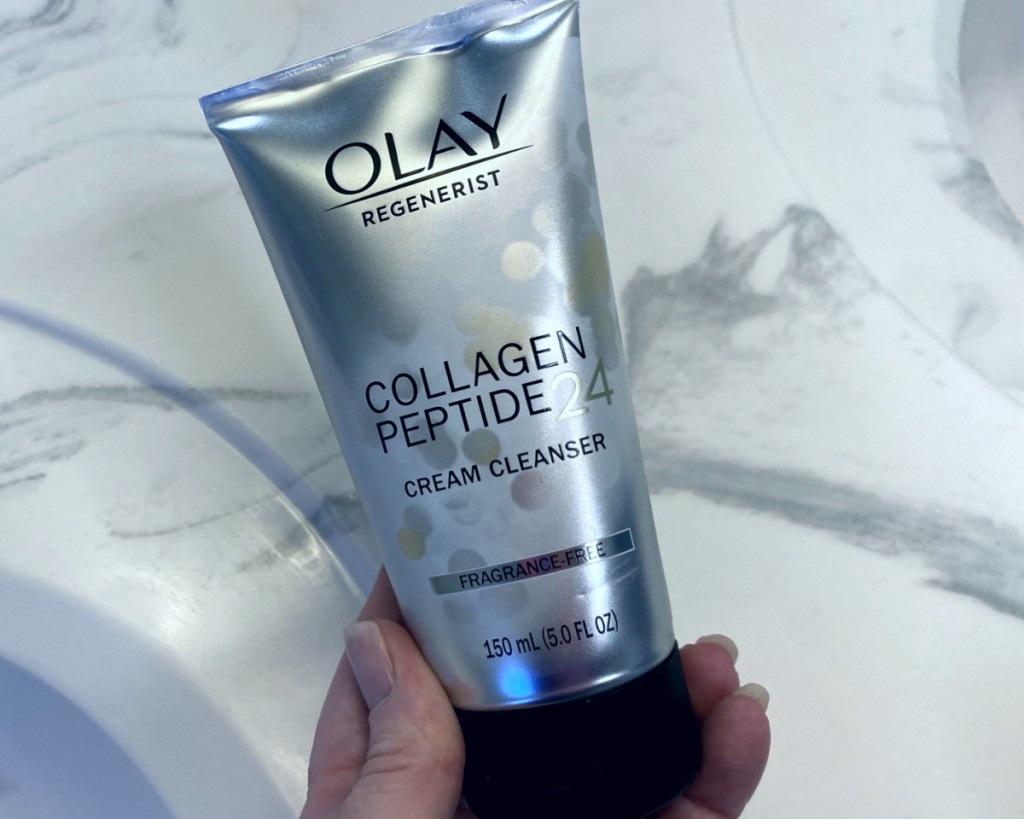 OLAY
REGENERIST
COLLAGEN
PEPTIDE24
CREAM CLEANSER
FRAGRANCE-FREE
150 mL (5.0 FL OZ)